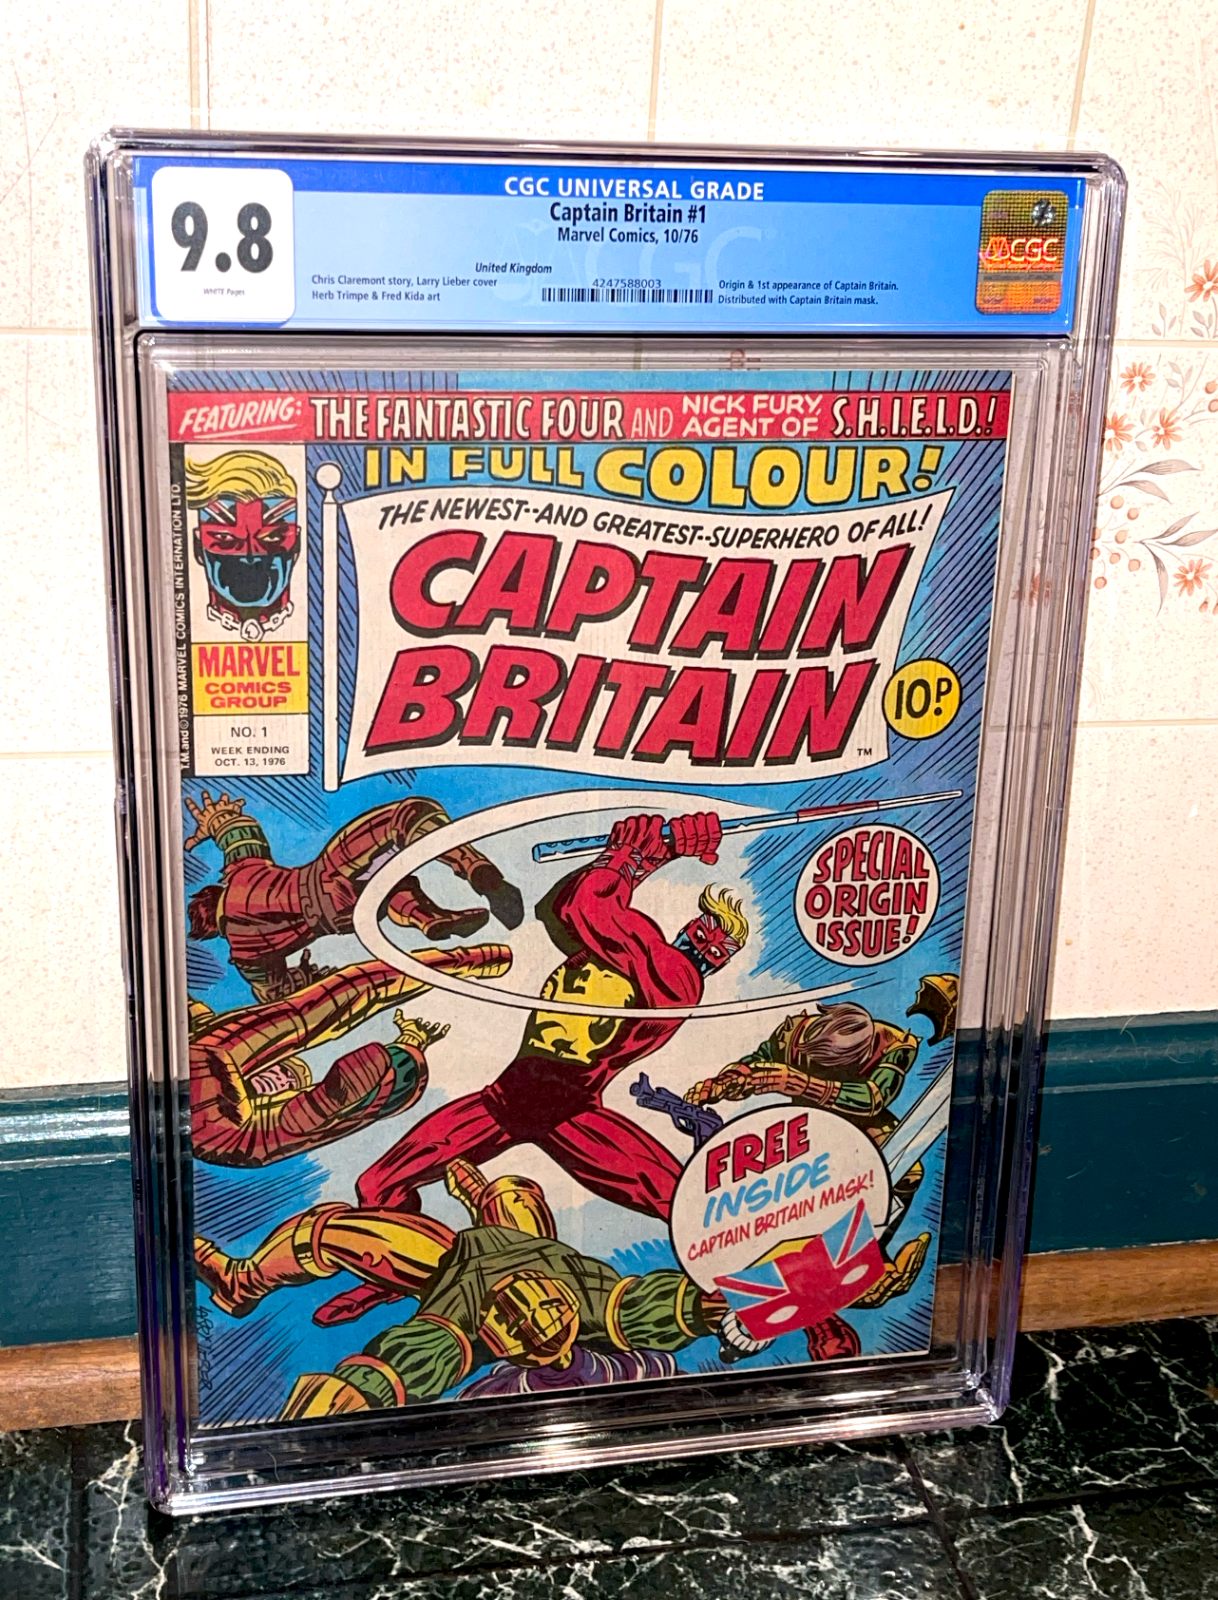 CGC UNIVERSAL GRADE
9.8
WHITE Pages
Captain Britain #1
Marvel Comics, 10/76
United Kingdom
Chris Claremont story, Larry Lieber cover
Herb Trimpe & Fred Kida art
4247588003
Origin & 1st appearance of Captain Britain.
Distributed with Captain Britain mask.
CGC
FEATURING: THE FANTASTIC FOUR AND NICK FURY, AGENT OF S.H.I.E.L.D.!
IN FULL COLOUR!
THE NEWEST--AND GREATEST--SUPERHERO OF ALL!
CAPTAIN
BRITAIN
TM
10P
T.M. and ©1976 MARVEL COMICS INTERNATIONAL LTD.
MARVEL
COMICS
GROUP
NO. 1
WEEK ENDING
OCT. 13, 1976
SPECIAL
ORIGIN
ISSUE!
FREE
INSIDE
CAPTAIN BRITAIN MASK!